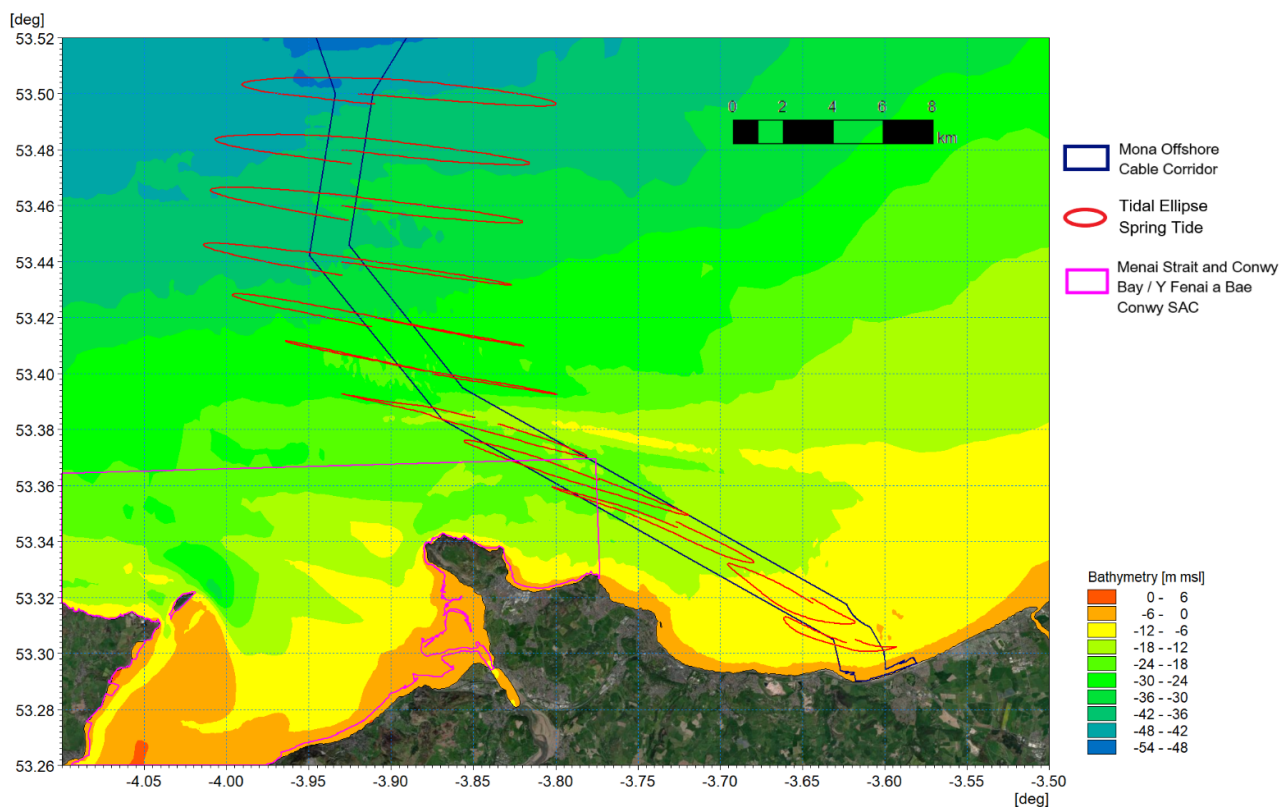 [deg]
53.52
53.50
53.48
53.46
53.44
53.42
53.40
53.38
53.36
53.34
53.32
53.30
53.28
53.26
0 2 4 6 8
km
Mona Offshore
Cable Corridor
Tidal Ellipse
Spring Tide
Menai Strait and Conwy
Bay / Y Fenai a Bae
Conwy SAC
Bathymetry [m msl]
0 - 6
-6 - 0
-12 - -6
-18 - -12
-24 - -18
-30 - -24
-36 - -30
-42 - -36
-48 - -42
-54 - -48
-4.05 -4.00 -3.95 -3.90 -3.85 -3.80 -3.75 -3.70 -3.65 -3.60 -3.55 -3.50
[deg]